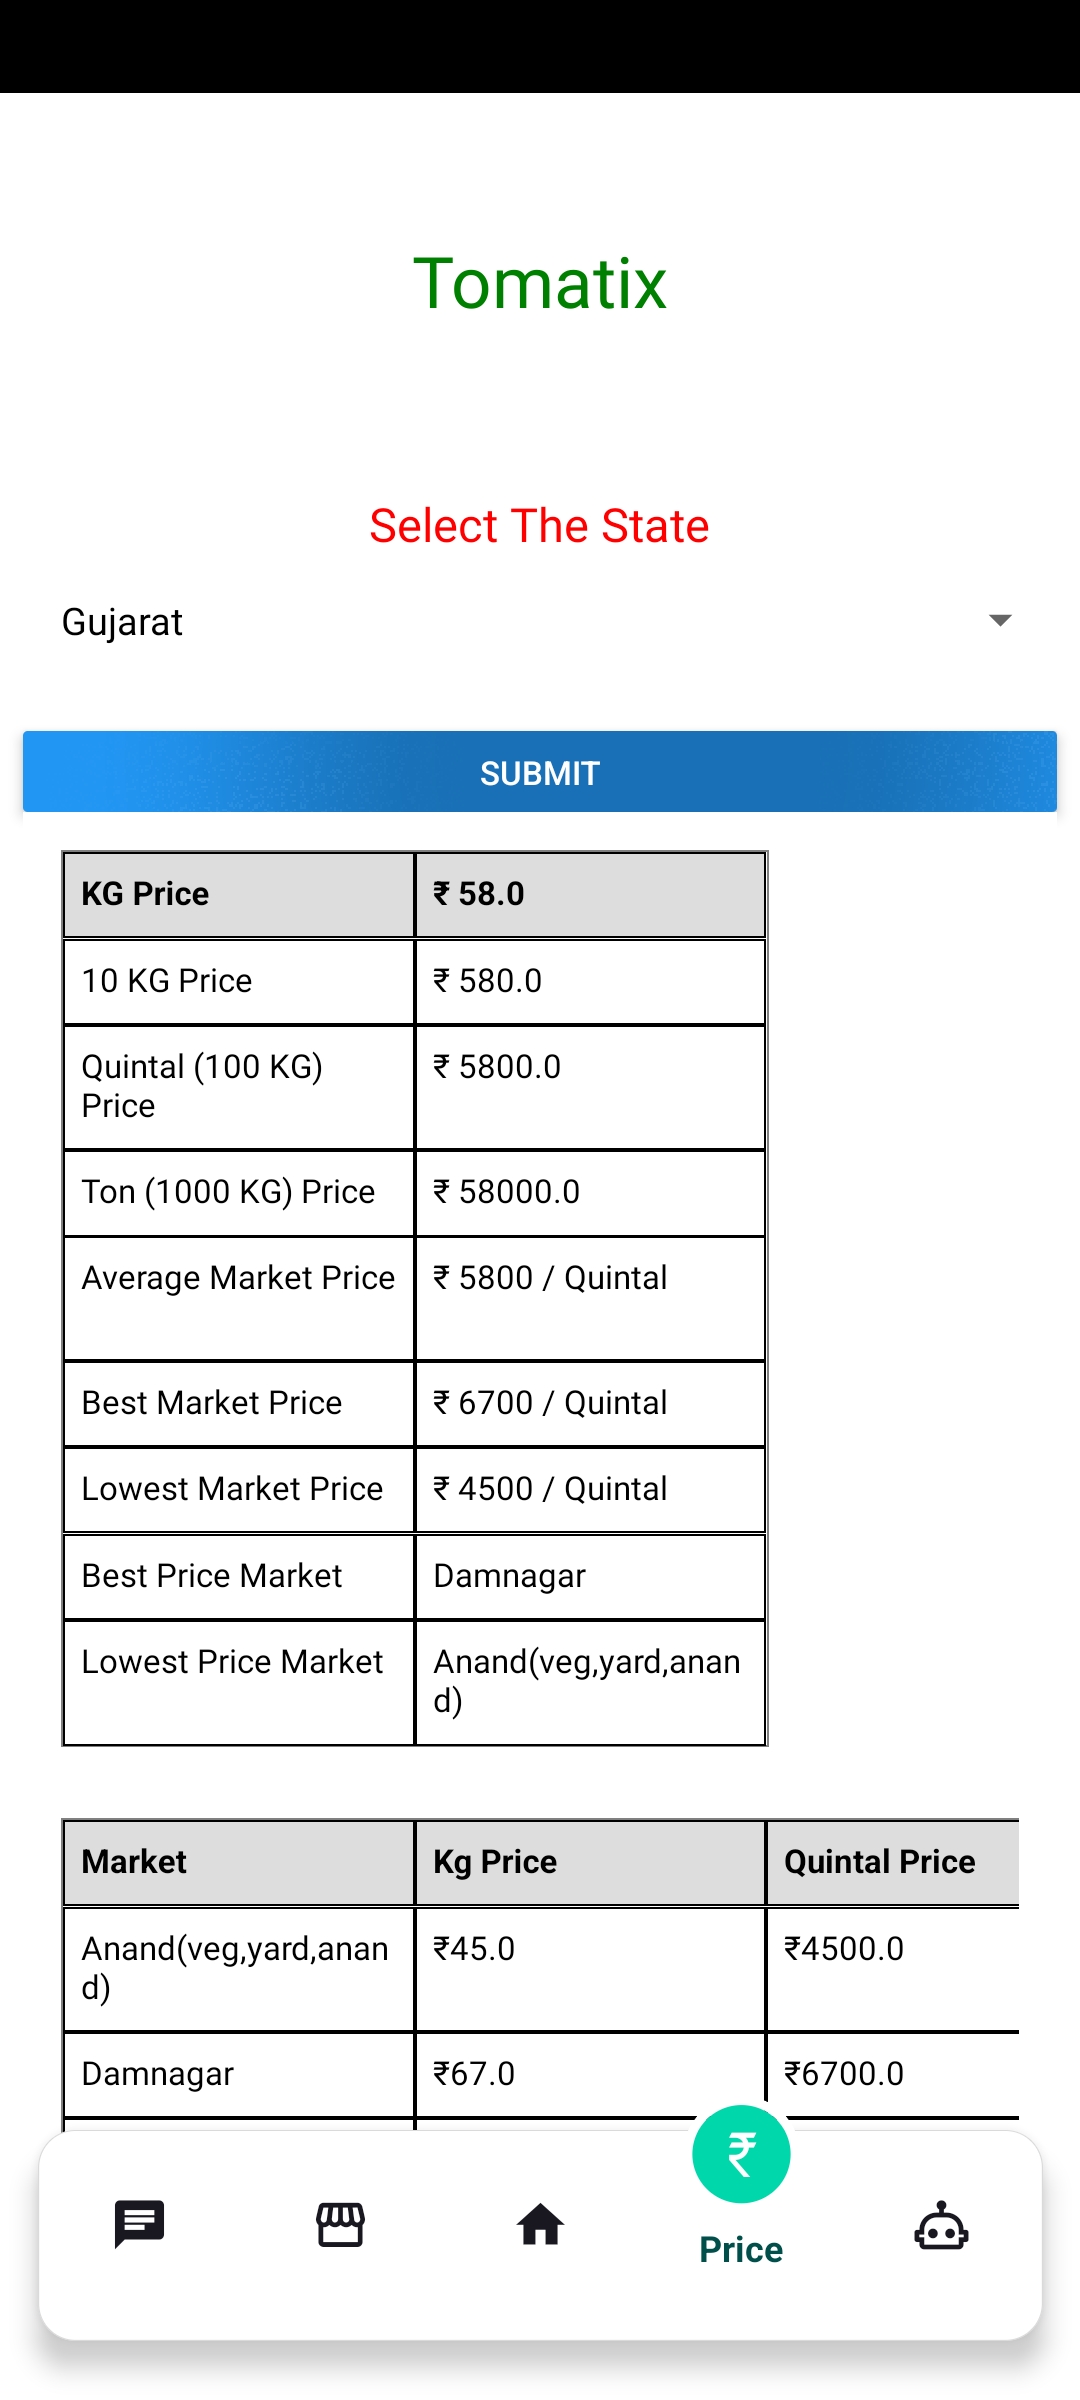 Tomatix
Select The State
Gujarat
SUBMIT
KG Price ₹ 58.0
10 KG Price ₹ 580.0
Quintal (100 KG) ₹ 5800.0
Price
Ton (1000 KG) Price ₹ 58000.0
Average Market Price ₹ 5800 / Quintal
Best Market Price ₹ 6700 / Quintal
Lowest Market Price ₹ 4500 / Quintal
Best Price Market Damnagar
Lowest Price Market Anand(veg,yard,anan
d)
Market Kg Price Quintal Price
Anand(veg,yard,anan ₹45.0 ₹4500.0
d)
Damnagar ₹67.0 ₹6700.0
₹
Price